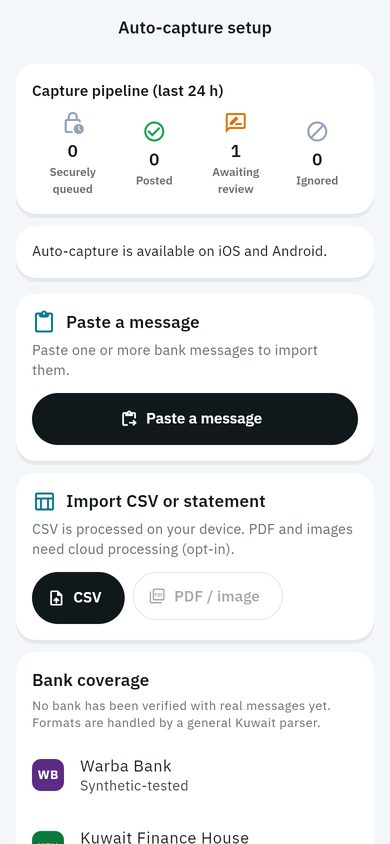 Auto-capture setup
Capture pipeline (last 24 h)
0
Securely
queued
0
Posted
1
Awaiting
review
0
Ignored
Auto-capture is available on iOS and Android.
Paste a message
Paste one or more bank messages to import
them.
Paste a message
Import CSV or statement
CSV is processed on your device. PDF and images
need cloud processing (opt-in).
CSV
PDF / image
Bank coverage
No bank has been verified with real messages yet.
Formats are handled by a general Kuwait parser.
WB
Warba Bank
Synthetic-tested
Kuwait Finance House